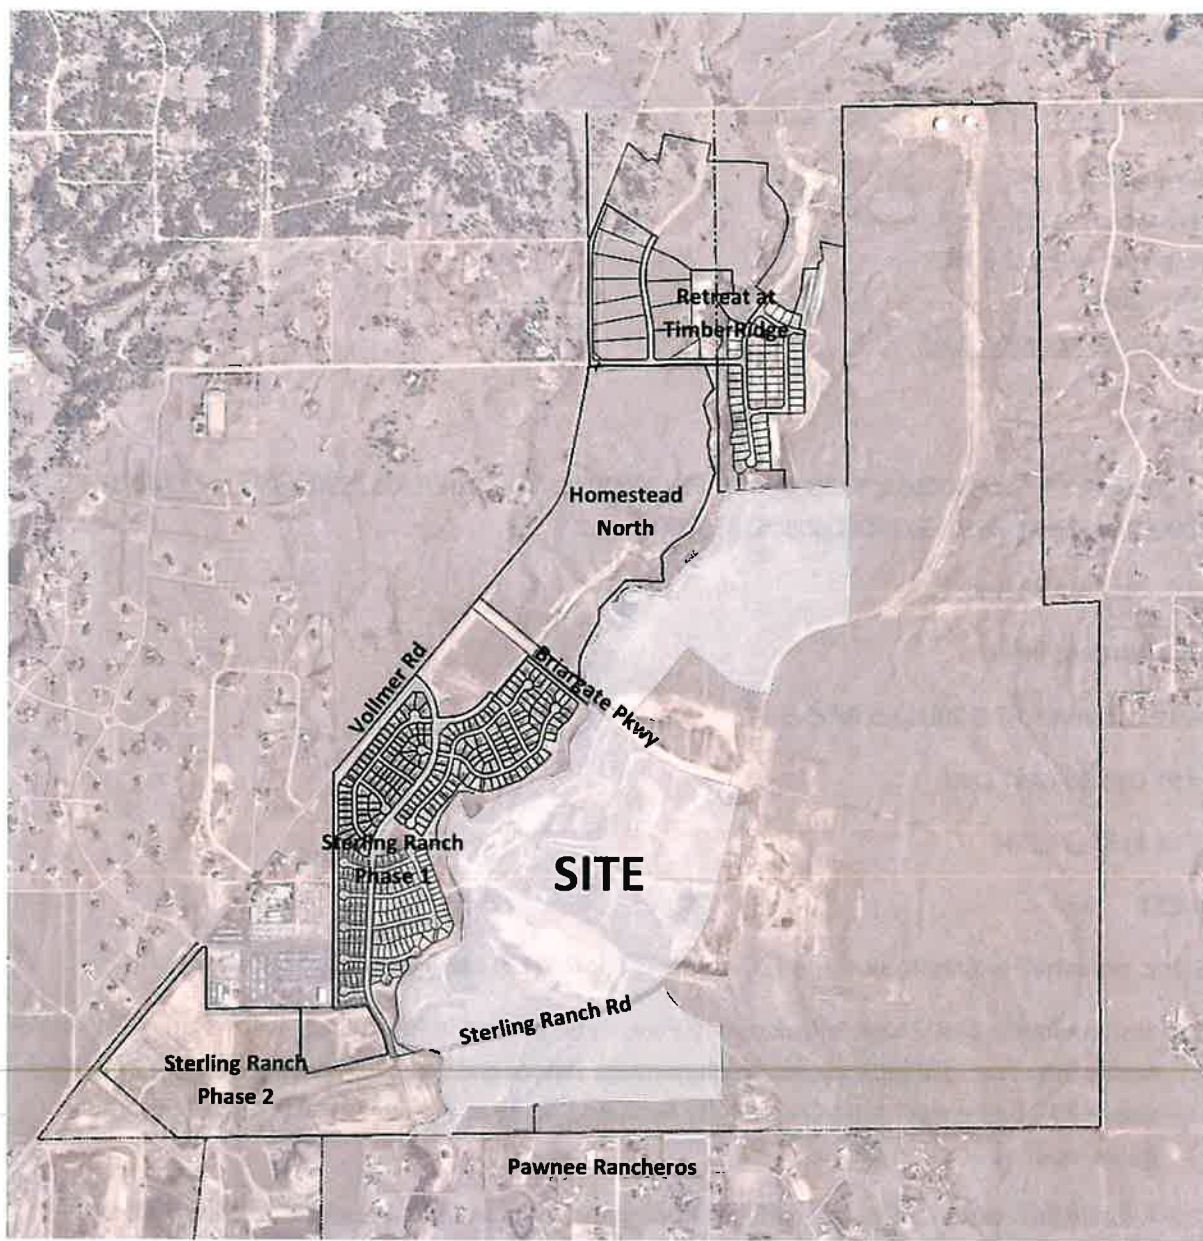 Retreat at
TimberRidge
Homestead
North
Vollmer Rd
Briargate Pkwy
Sterling Ranch
Phase 1
SITE
Sterling Ranch Rd
Sterling Ranch
Phase 2
Pawnee Rancheros